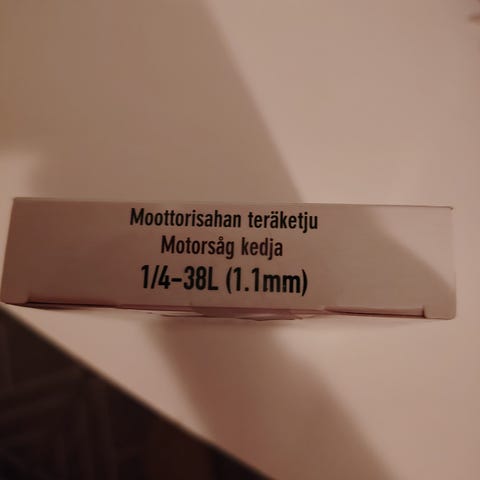 Moottorisahan teräketju
Motorsåg kedja
1/4-38L (1.1mm)